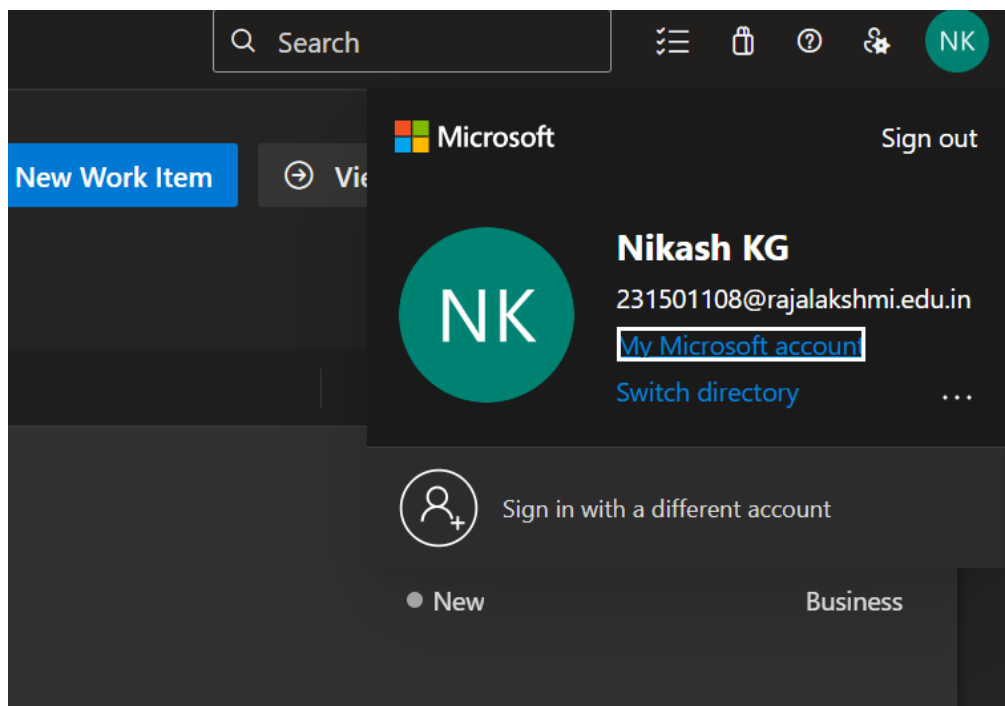 Search
NK
Microsoft
Sign out
New Work Item
Nikash KG
NK
231501108@rajalakshmi.edu.in
My Microsoft account
Switch directory
...
Sign in with a different account
New
Business